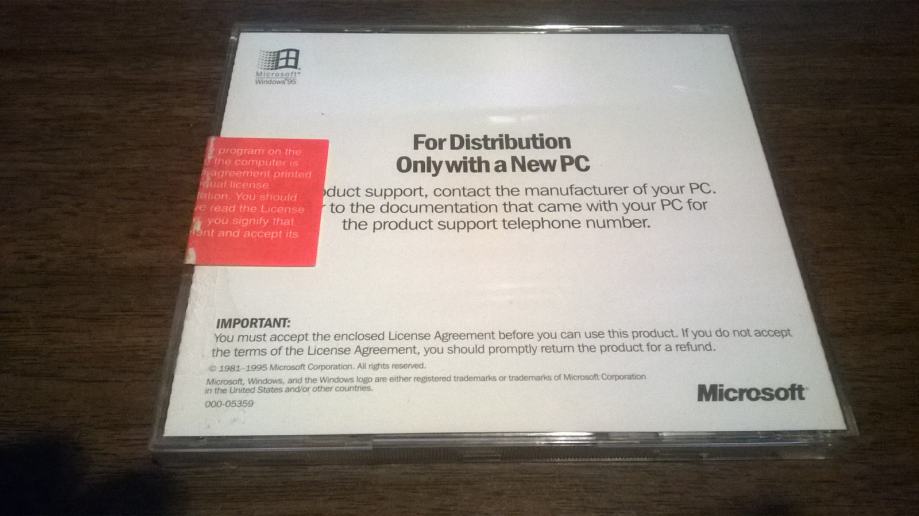 Microsoft®
Windows 95
For Distribution
Only with a New PC
program on the
the computer is
agreement printed
license
You should
read the License
you signify that
and accept its
duct support, contact the manufacturer of your PC.
to the documentation that came with your PC for
the product support telephone number.
IMPORTANT:
You must accept the enclosed License Agreement before you can use this product. If you do not accept
the terms of the License Agreement, you should promptly return the product for a refund.
© 1981-1995 Microsoft Corporation. All rights reserved.
Microsoft, Windows, and the Windows logo are either registered trademarks or trademarks of Microsoft Corporation
in the United States and/or other countries.
000-05359
Microsoft®